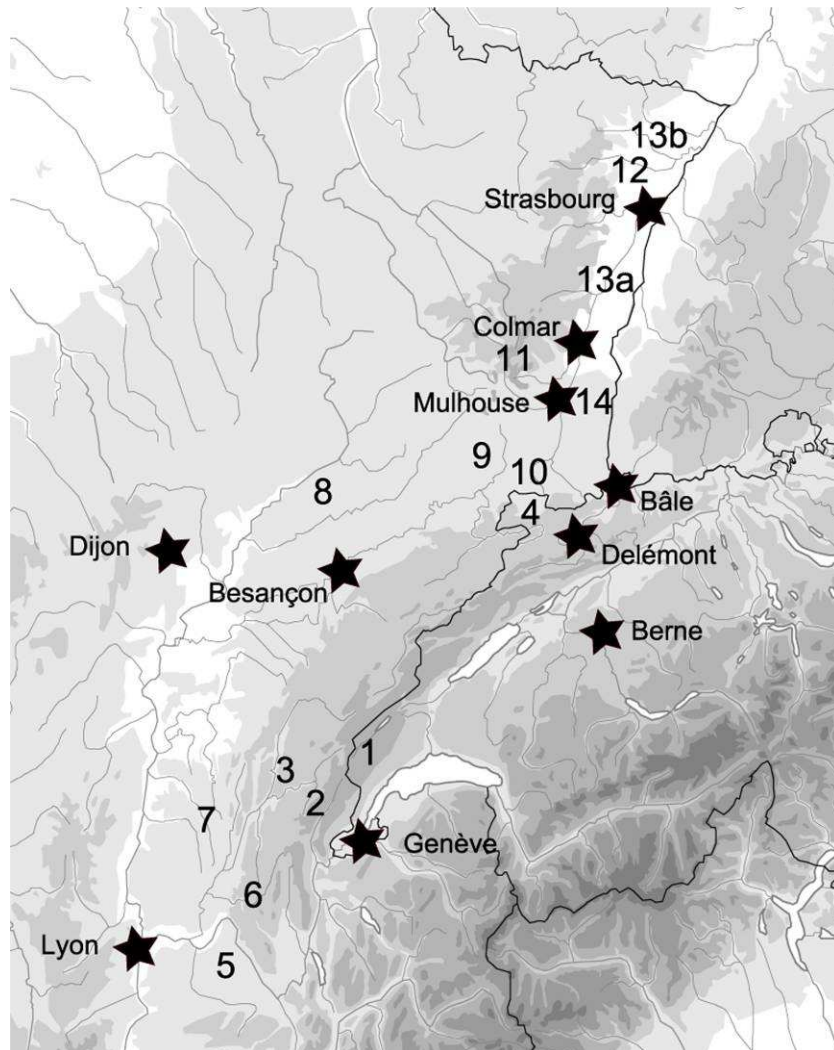 13b
12
Strasbourg
13a
Colmar
11
Mulhouse
14
9
10
8
4
Bâle
Dijon
Delémont
Besançon
Berne
1
3
2
7
Genève
6
Lyon
5